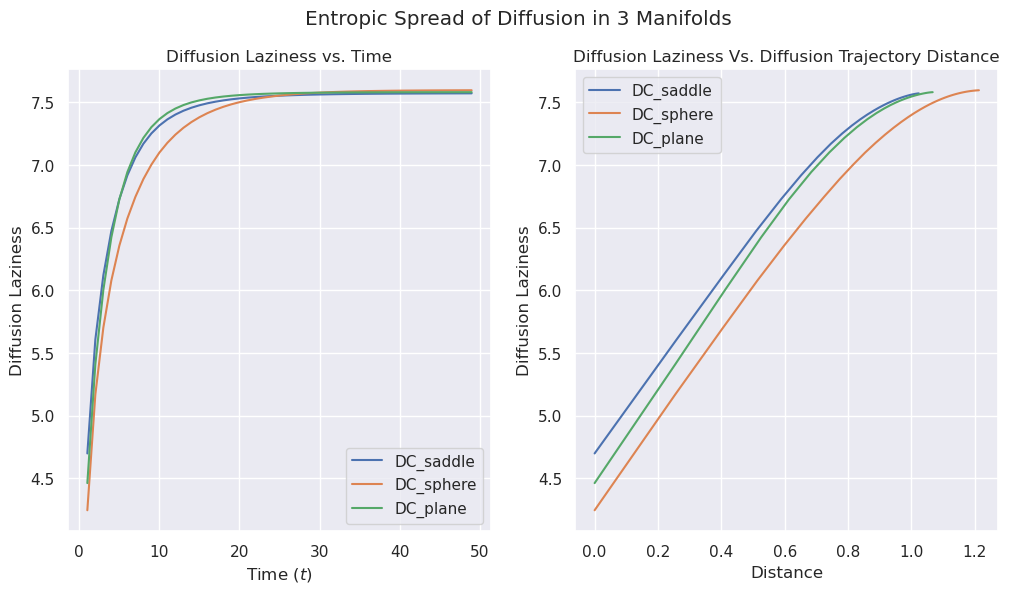 Entropic Spread of Diffusion in 3 Manifolds
Diffusion Laziness vs. Time
Diffusion Laziness
7.5
7.0
6.5
6.0
5.5
5.0
4.5
DC_saddle
DC_sphere
DC_plane
0
10
20
30
40
50
Time (t)
Diffusion Laziness Vs. Diffusion Trajectory Distance
Diffusion Laziness
DC_saddle
DC_sphere
DC_plane
7.5
7.0
6.5
6.0
5.5
5.0
4.5
0.0
0.2
0.4
0.6
0.8
1.0
1.2
Distance